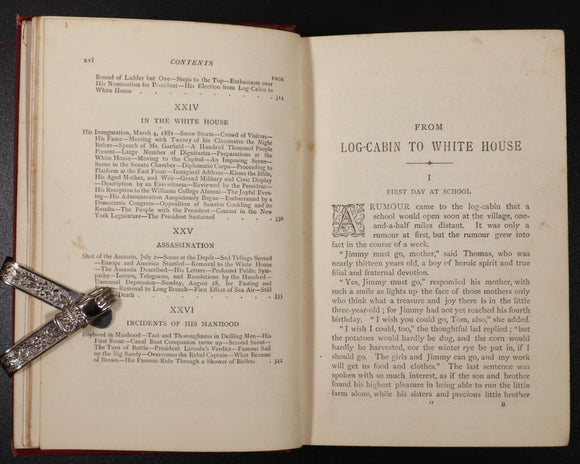 xvi CONTENTS
PAGE
Round of Ladder but One—Steps to the Top—Enthusiasm over
His Nomination for President—His Election from Log-Cabin to
White House . . . . . . . . 314
XXIV
IN THE WHITE HOUSE
His Inauguration, March 4, 1881—Snow Storm—Crowd of Visitors—
His Fame—Meeting with Twenty of his Classmates the Night
Before—Speech of Mr. Garfield—A Hundred Thousand People
Present—Large Number of Dignitaries—Preparations at the
White House—Moving to the Capitol—An Imposing Scene—
Scene in the Senate Chamber—Diplomatic Corps—Proceeding to
Platform at the East Front—Inaugural Address—Kisses the Bible,
His Aged Mother, and Wife—Grand Military and Civic Display
—Description by an Eye-witness—Reviewed by the President—
His Reception to the Williams College Alumni—The Joyful Even-
ing—His Administration Auspiciously Begun—Embarrassed by a
Democratic Congress—Opposition of Senator Conkling and its
Results—The People with the President—Contest in the New
York Legislature—The President Sustained . . 330
XXV
ASSASSINATION
Shot of the Assassin, July 2—Scene at the Depôt—Sad Tidings Spread
—Europe and America Startled—Removal to the White House
—The Assassin Described—His Letters—Profound Public Sym-
pathy—Telegrams, Letters, and Resolutions by the Hundred—
Universal Depression—Sunday, August 28, for Fasting and
Removal to Long Branch—First Effect of Sea Air—Still
Death . . . . . . . . 335
XXVI
INCIDENTS OF HIS MANHOOD
Boyhood in Manhood—Tact and Thoroughness in Drilling Men—His
First Scout—Canal Boat Companion turns up—Second Scout—
The Turn of Battle—President Lincoln's Verdict—Famous Sail
up the Big Sandy—Overcomes the Rebel Captain—What Became
of Brown—His Famous Ride Through a Shower of Bullets . 342
FROM
LOG-CABIN TO WHITE HOUSE
I
FIRST DAY AT SCHOOL
A RUMOUR came to the log-cabin that a
school would open soon at the village, one-
and-a-half miles distant. It was only a
rumour at first, but the rumour grew into
fact in the course of a week.
"Jimmy must go, mother," said Thomas, who was
nearly thirteen years old, a boy of heroic spirit and true
filial and fraternal devotion.
"Yes, Jimmy must go," responded his mother, with
such a smile as lights up the face of those mothers only
who think what a treasure and joy there is in the little
three-year-old; for Jimmy had not yet reached his fourth
birthday. "I wish you could go, Tom, also," she added.
"I wish I could, too," the thoughtful lad replied; "but
the potatoes would hardly be dug, and the corn would
hardly be harvested, nor the winter rye be put in, if I
should go. The girls and Jimmy can go, and my work
will get us food and clothes." The last sentence was
spoken with so much interest, as if the son and brother
found his highest pleasure in being able to run the little
farm alone, while his sisters and precious little brother
B